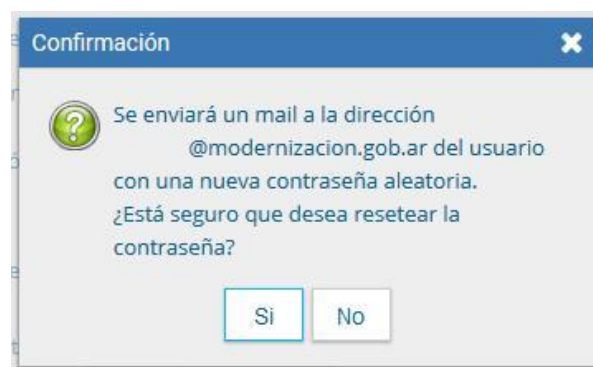 Confirmación
Se enviará un mail a la dirección
@modernizacion.gob.ar del usuario
con una nueva contraseña aleatoria.
¿Está seguro que desea resetear la
contraseña?
Si
No